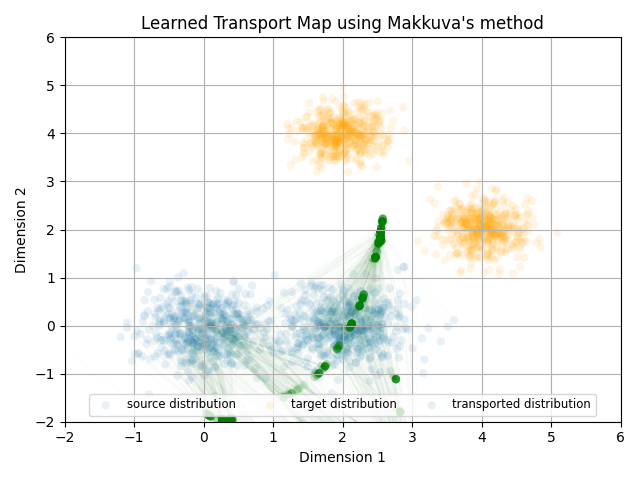 Learned Transport Map using Makkuva's method
6
5
4
3
2
1
0
−1
−2
Dimension 2
source distribution target distribution transported distribution
−2 −1 0 1 2 3 4 5 6
Dimension 1